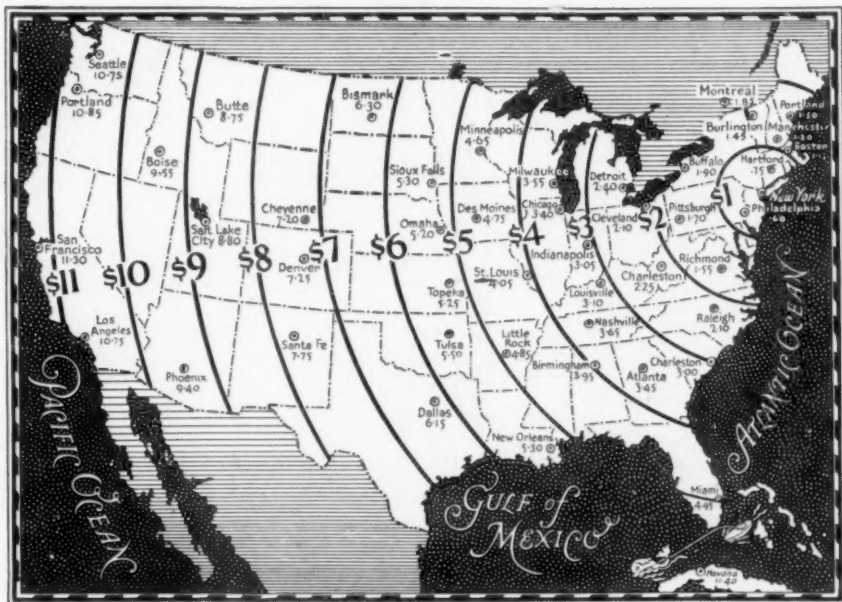 Seattle
10.75
Portland
10.85
Butte
8.75
Boise
9.55
Bismark
6.30
Minneapolis
4.65
Montreal
1.85
Portland
1.50
Burlington
1.45
Manchester
1.20
Boston
Sioux Falls
5.30
Milwaukee
3.55
Detroit
2.40
Buffalo
1.90
Hartford
.75
New York
Philadelphia
.60
Chicago
3.40
Cleveland
2.10
Pittsburgh
1.70
Cheyenne
7.20
Salt Lake
City 8.80
Omaha
5.20
Des Moines
4.75
San
Francisco
11.30
Denver
7.25
Indianapolis
3.05
Richmond
1.55
$11
$10
$9
$8
$7
$6
$5
$4
$3
$2
$1
Topeka
5.25
St. Louis
4.05
Louisville
3.10
Charleston
2.25
Los
Angeles
10.75
Santa Fe
7.75
Tulsa
5.50
Little
Rock
4.85
Nashville
3.65
Raleigh
2.10
Phoenix
9.40
Birmingham
3.95
Atlanta
3.45
Charleston
3.00
Dallas
6.15
New Orleans
5.30
Miami
4.95
Havana
11.40
PACIFIC OCEAN
GULF of
MEXICO
ATLANTIC OCEAN